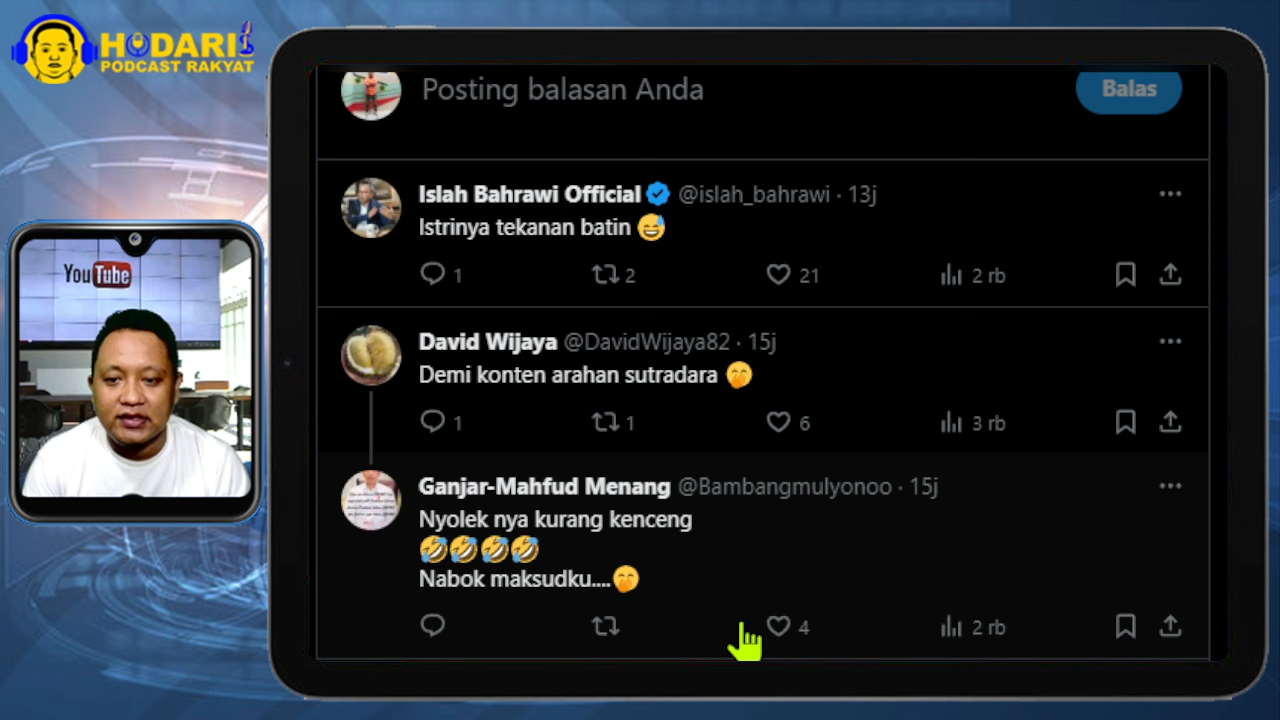 HODARI
PODCAST RAKYAT
YouTube
Posting balasan Anda
Balas
Islah Bahrawi Official @islah_bahrawi · 13j
Istrinya tekanan batin 😅
1 2 21 2 rb
David Wijaya @DavidWijaya82 · 15j
Demi konten arahan sutradara 🤭
1 1 6 3 rb
Ganjar-Mahfud Menang @Bambangmulyonoo · 15j
Nyolek nya kurang kenceng
🤣🤣🤣🤣
Nabok maksudku....🤭
4 2 rb